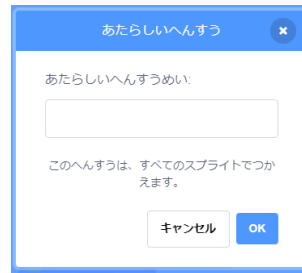 あたらしいへんすう
あたらしいへんすうめい:
このへんすうは、すべてのスプライトでつか
えます。
キャンセル OK